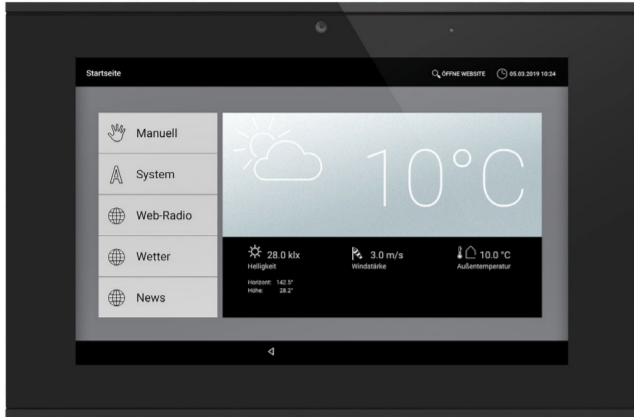 Startseite
ÖFFNE WEBSITE
05.03.2019 10:24
Manuell
System
Web-Radio
Wetter
News
10°C
28.0 klx
Helligkeit
Horizont: 142.5°
Höhe: 28.2°
3.0 m/s
Windstärke
10.0 °C
Außentemperatur